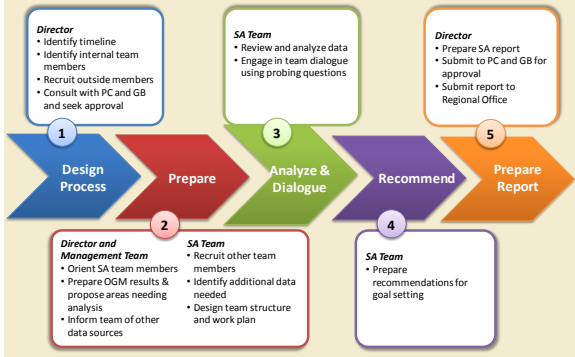 Director
• Identify timeline
• Identify internal team
members
• Recruit outside members
• Consult with PC and GB
and seek approval
SA Team
• Review and analyze data
• Engage in team dialogue
using probing questions
Director
• Prepare SA report
• Submit to PC and GB for
approval
• Submit report to
Regional Office
1
3
5
Design
Process
Prepare
Analyze &
Dialogue
Recommend
Prepare
Report
2
4
Director and
Management Team
• Orient SA team members
• Prepare OGM results &
propose areas needing
analysis
• Inform team of other
data sources
SA Team
• Recruit other team
members
• Identify additional data
needed
• Design team structure
and work plan
SA Team
• Prepare
recommendations for
goal setting